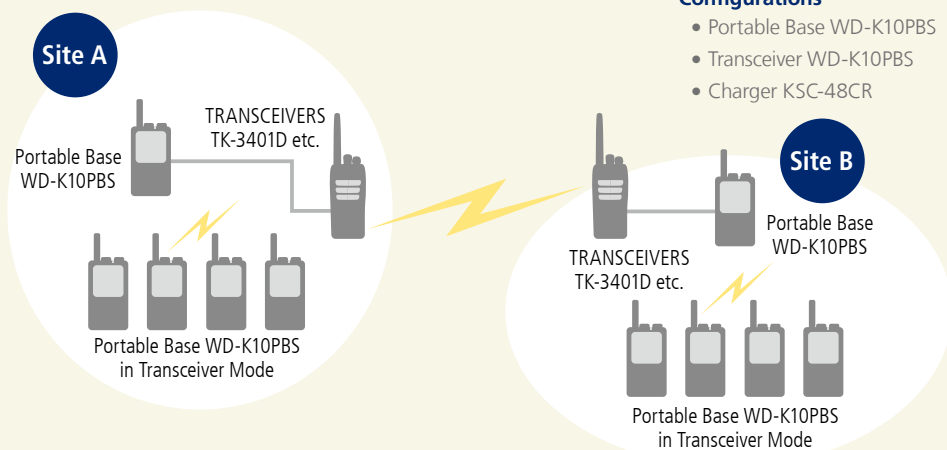 Configurations
• Portable Base WD-K10PBS
• Transceiver WD-K10PBS
• Charger KSC-48CR
Site A
TRANSCEIVERS
TK-3401D etc.
Portable Base
WD-K10PBS
Portable Base WD-K10PBS
in Transceiver Mode
Site B
Portable Base
WD-K10PBS
TRANSCEIVERS
TK-3401D etc.
Portable Base WD-K10PBS
in Transceiver Mode